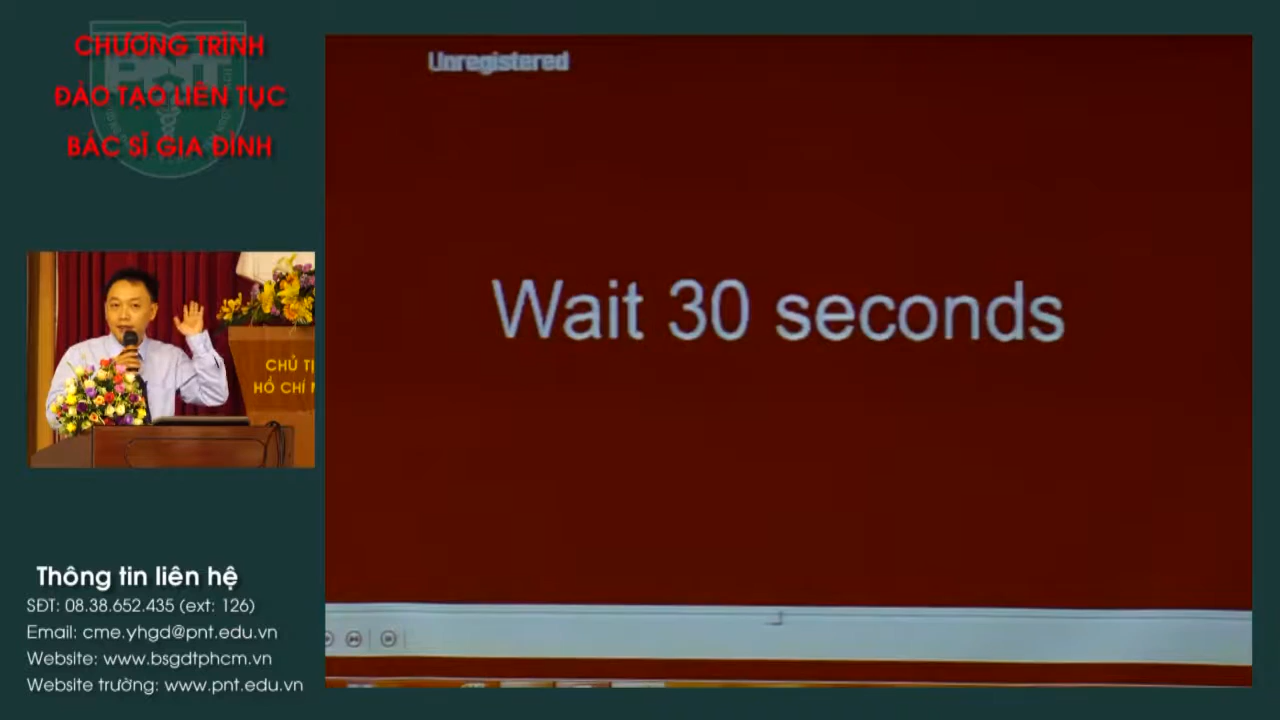 CHƯƠNG TRÌNH
ĐÀO TẠO LIÊN TỤC
BÁC SĨ GIA ĐÌNH
PNT
Unregistered
Wait 30 seconds
CHỦ TỊ
HỒ CHÍ
Thông tin liên hệ
SĐT: 08.38.652.435 (ext: 126)
Email: cme.yhgd@pnt.edu.vn
Website: www.bsgdtphcm.vn
Website trường: www.pnt.edu.vn